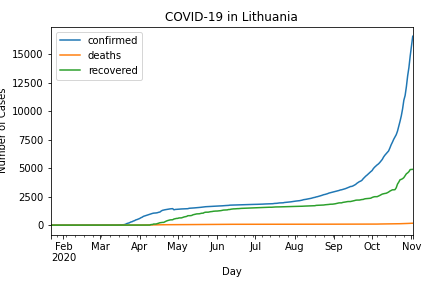 COVID-19 in Lithuania
confirmed
deaths
recovered
Number of Cases
15000
12500
10000
7500
5000
2500
0
Feb Mar Apr May Jun Jul Aug Sep Oct Nov
2020
Day